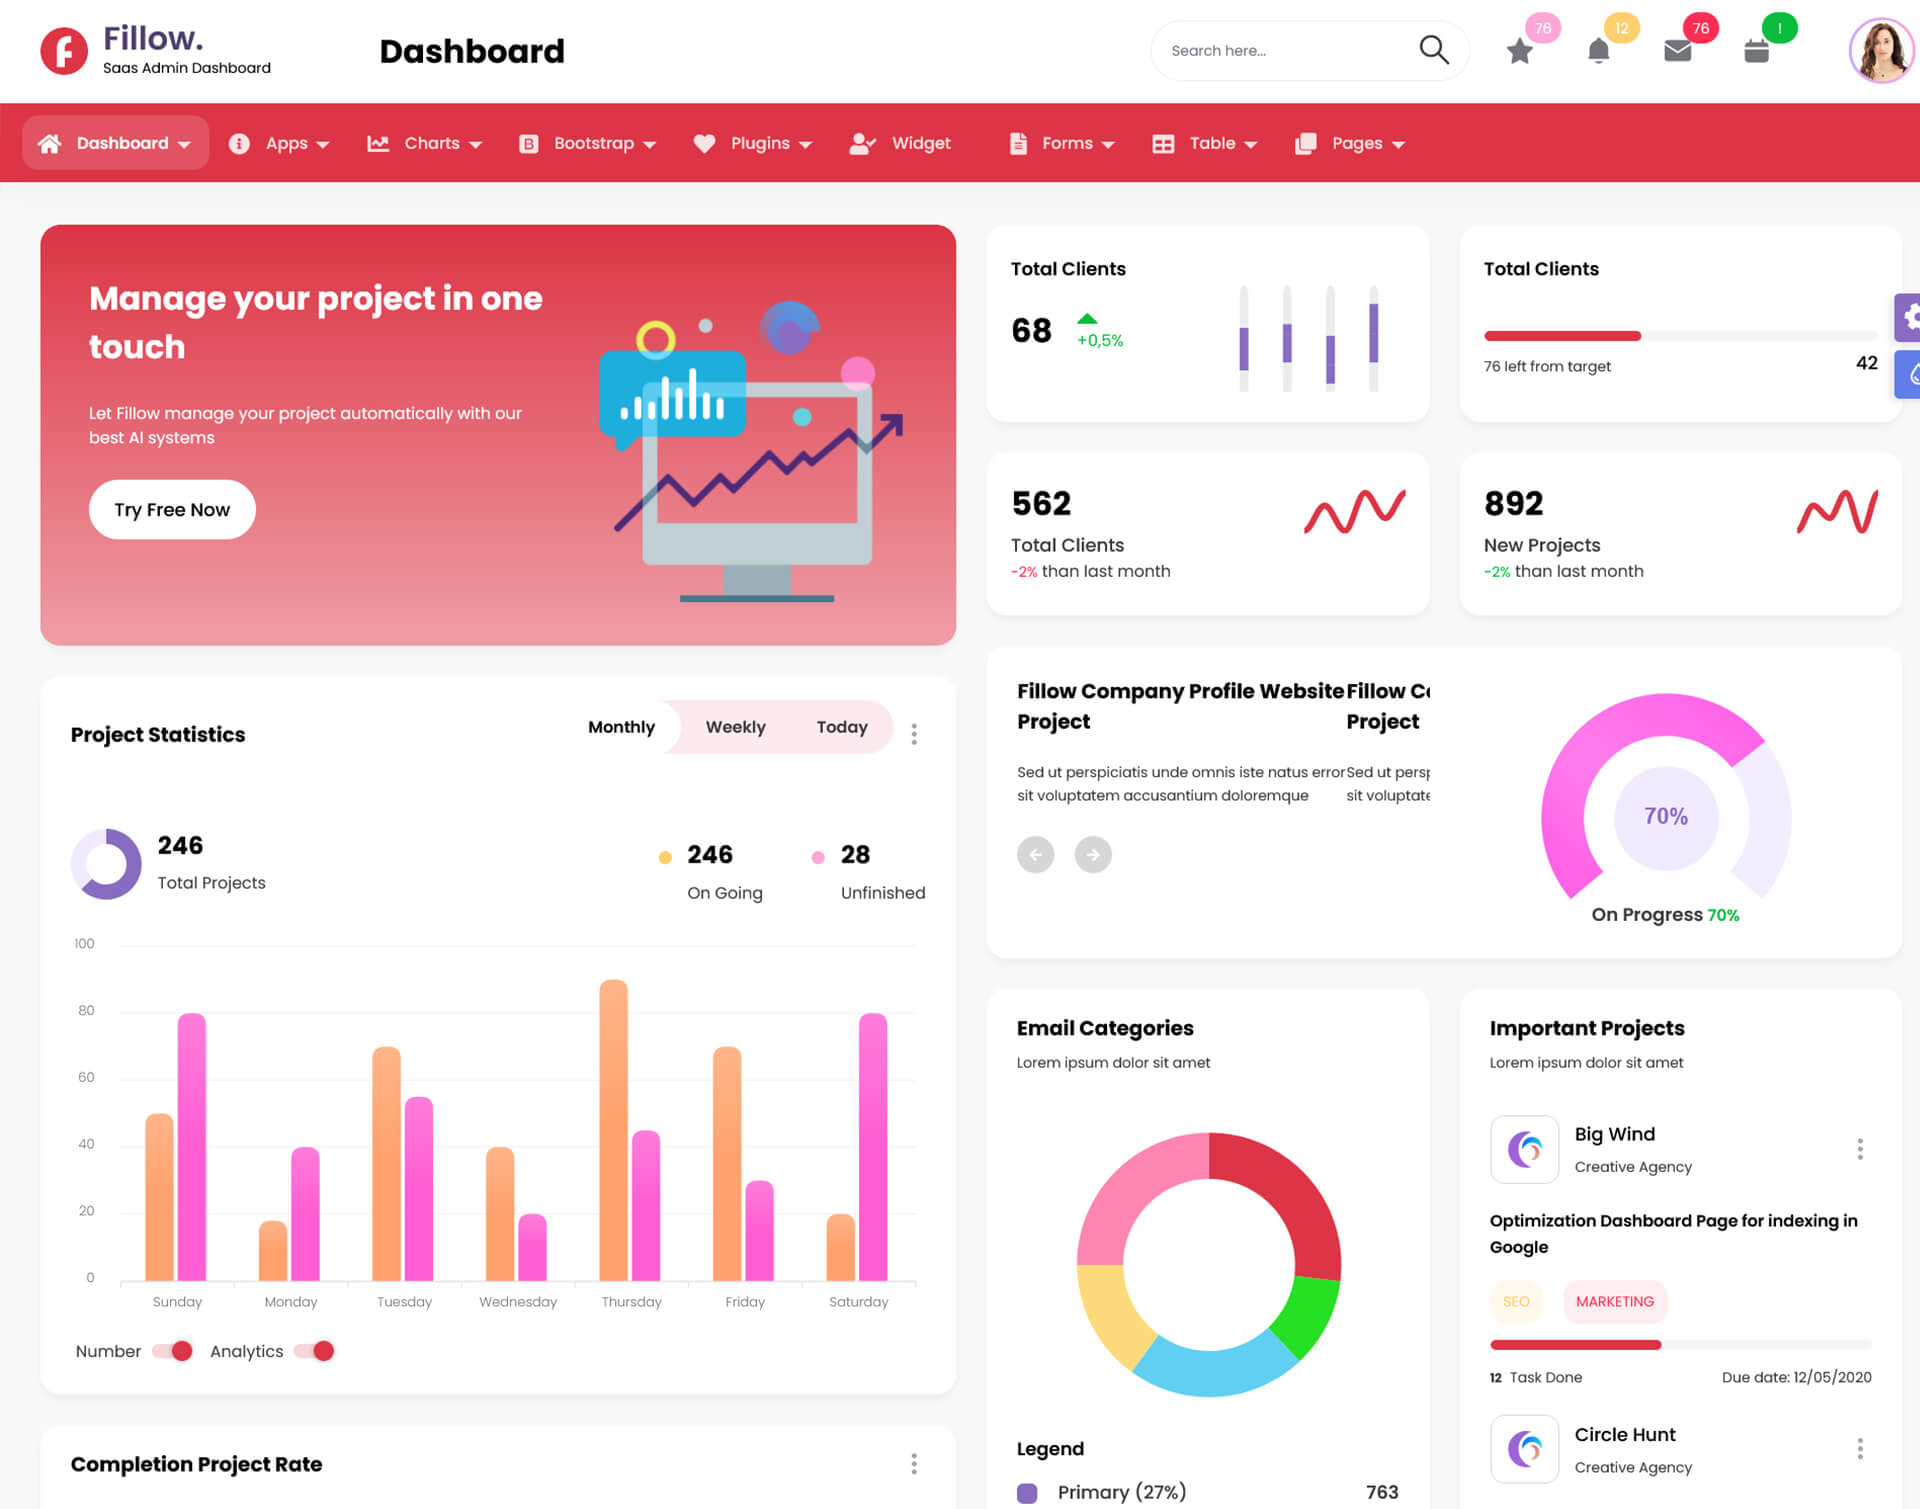 Fillow.
Saas Admin Dashboard
Dashboard
Search here...
76
12
76
!
Dashboard
Apps
Charts
B
Bootstrap
Plugins
Widget
Forms
Table
Pages
Manage your project in one
touch
Let Fillow manage your project automatically with our
best AI systems
Try Free Now
Total Clients
68
+0,5%
Total Clients
76 left from target
42
562
Total Clients
-2% than last month
892
New Projects
-2% than last month
Project Statistics
Monthly
Weekly
Today
246
Total Projects
246
On Going
28
Unfinished
100
80
60
40
20
0
Sunday
Monday
Tuesday
Wednesday
Thursday
Friday
Saturday
Number
Analytics
Completion Project Rate
Fillow Company Profile Website
Project
Sed ut perspiciatis unde omnis iste natus error
sit voluptatem accusantium doloremque
Fillow
Project
Sed ut
sit
70%
On Progress 70%
Email Categories
Lorem ipsum dolor sit amet
Legend
Primary (27%)
763
Important Projects
Lorem ipsum dolor sit amet
Big Wind
Creative Agency
Optimization Dashboard Page for indexing in
Google
SEO
MARKETING
12 Task Done
Due date: 12/05/2020
Circle Hunt
Creative Agency